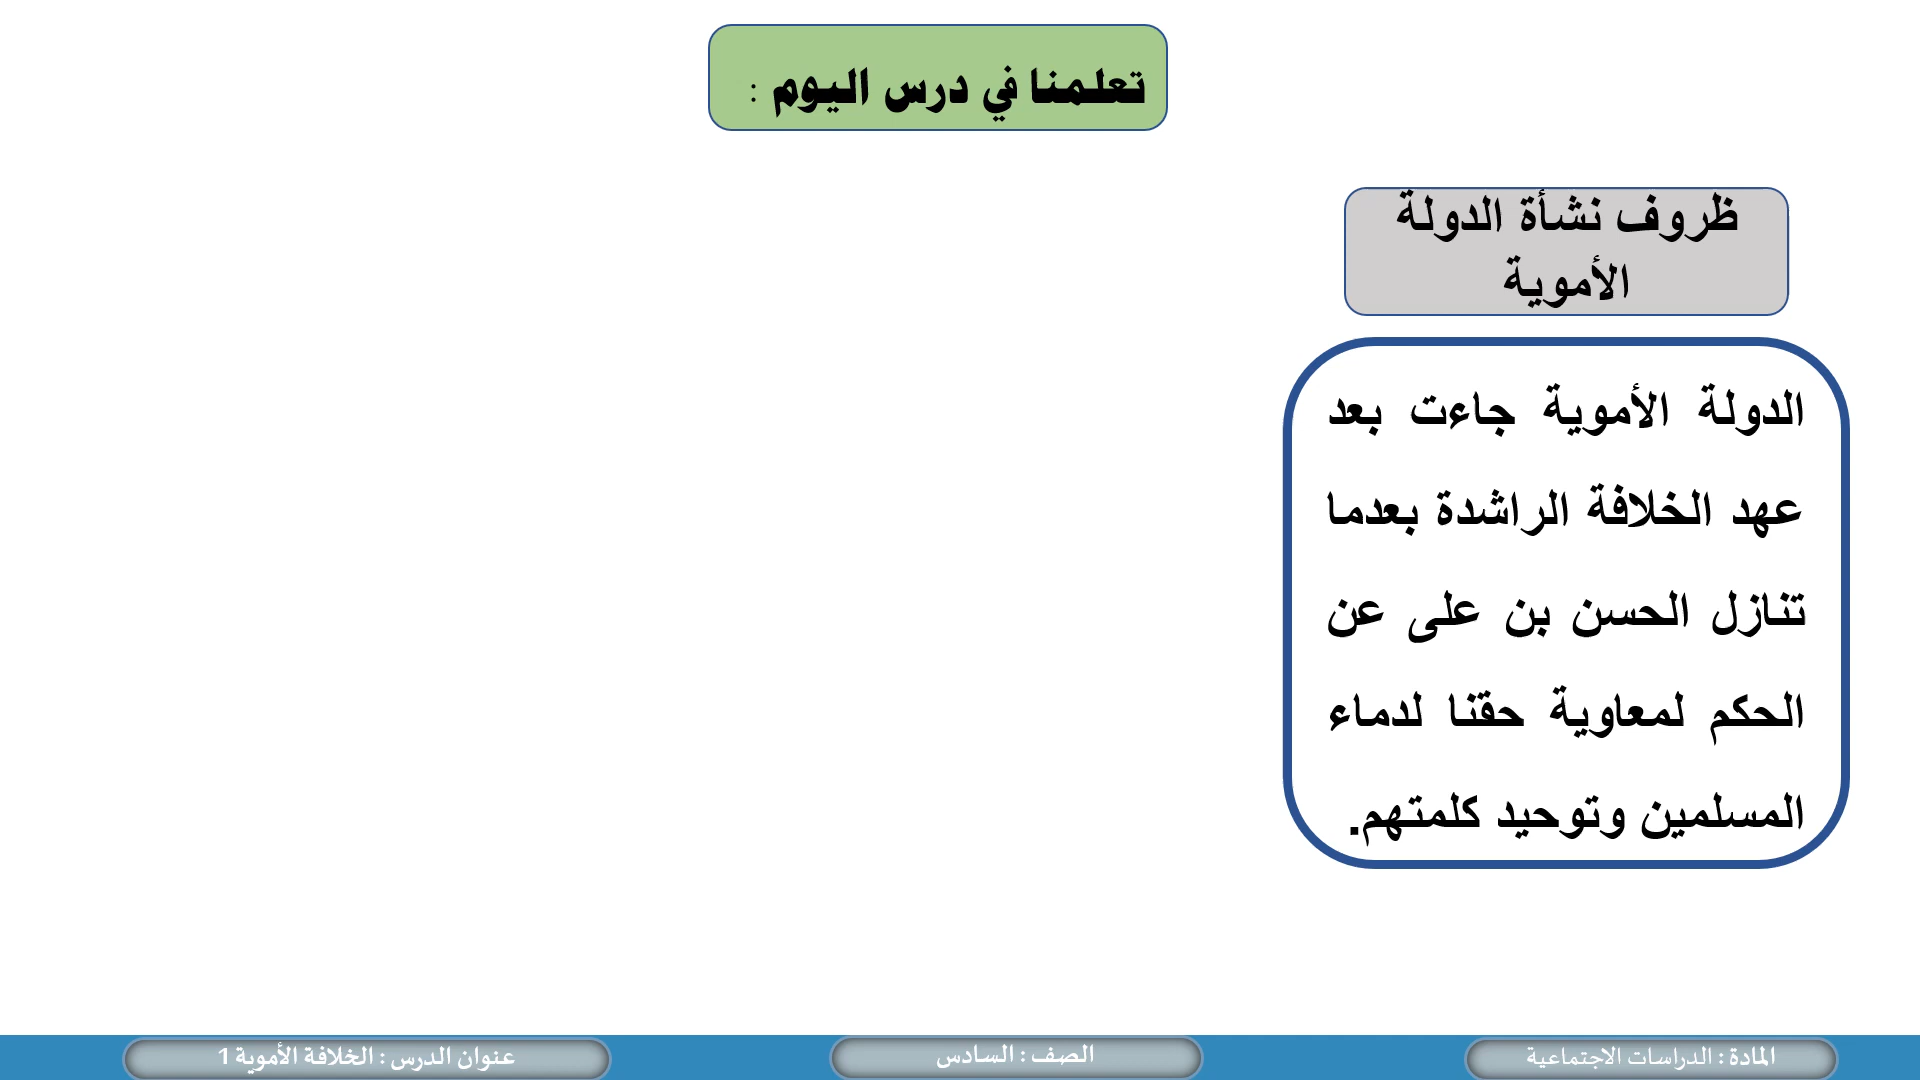 تعلمنا في درس اليوم :
ظروف نشأة الدولة
الأموية
الدولة الأموية جاءت بعد
عهد الخلافة الراشدة بعدما
تنازل الحسن بن على عن
الحكم لمعاوية حقنا لدماء
المسلمين وتوحيد كلمتهم.
المادة : الدراسات الاجتماعية
الصف : السادس
عنوان الدرس : الخلافة الأموية 1